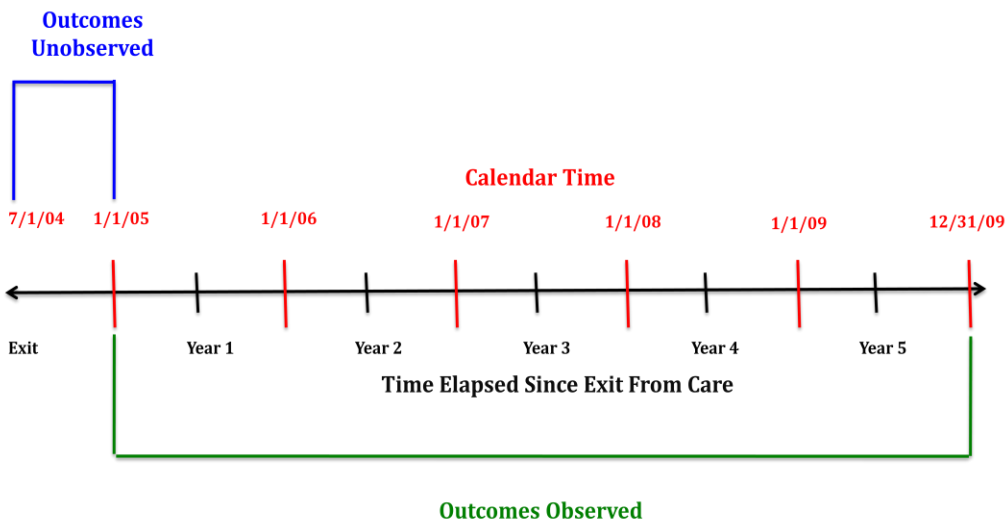 Outcomes
Unobserved
Calendar Time
7/1/04 1/1/05 1/1/06 1/1/07 1/1/08 1/1/09 12/31/09
Exit Year 1 Year 2 Year 3 Year 4 Year 5
Time Elapsed Since Exit From Care
Outcomes Observed